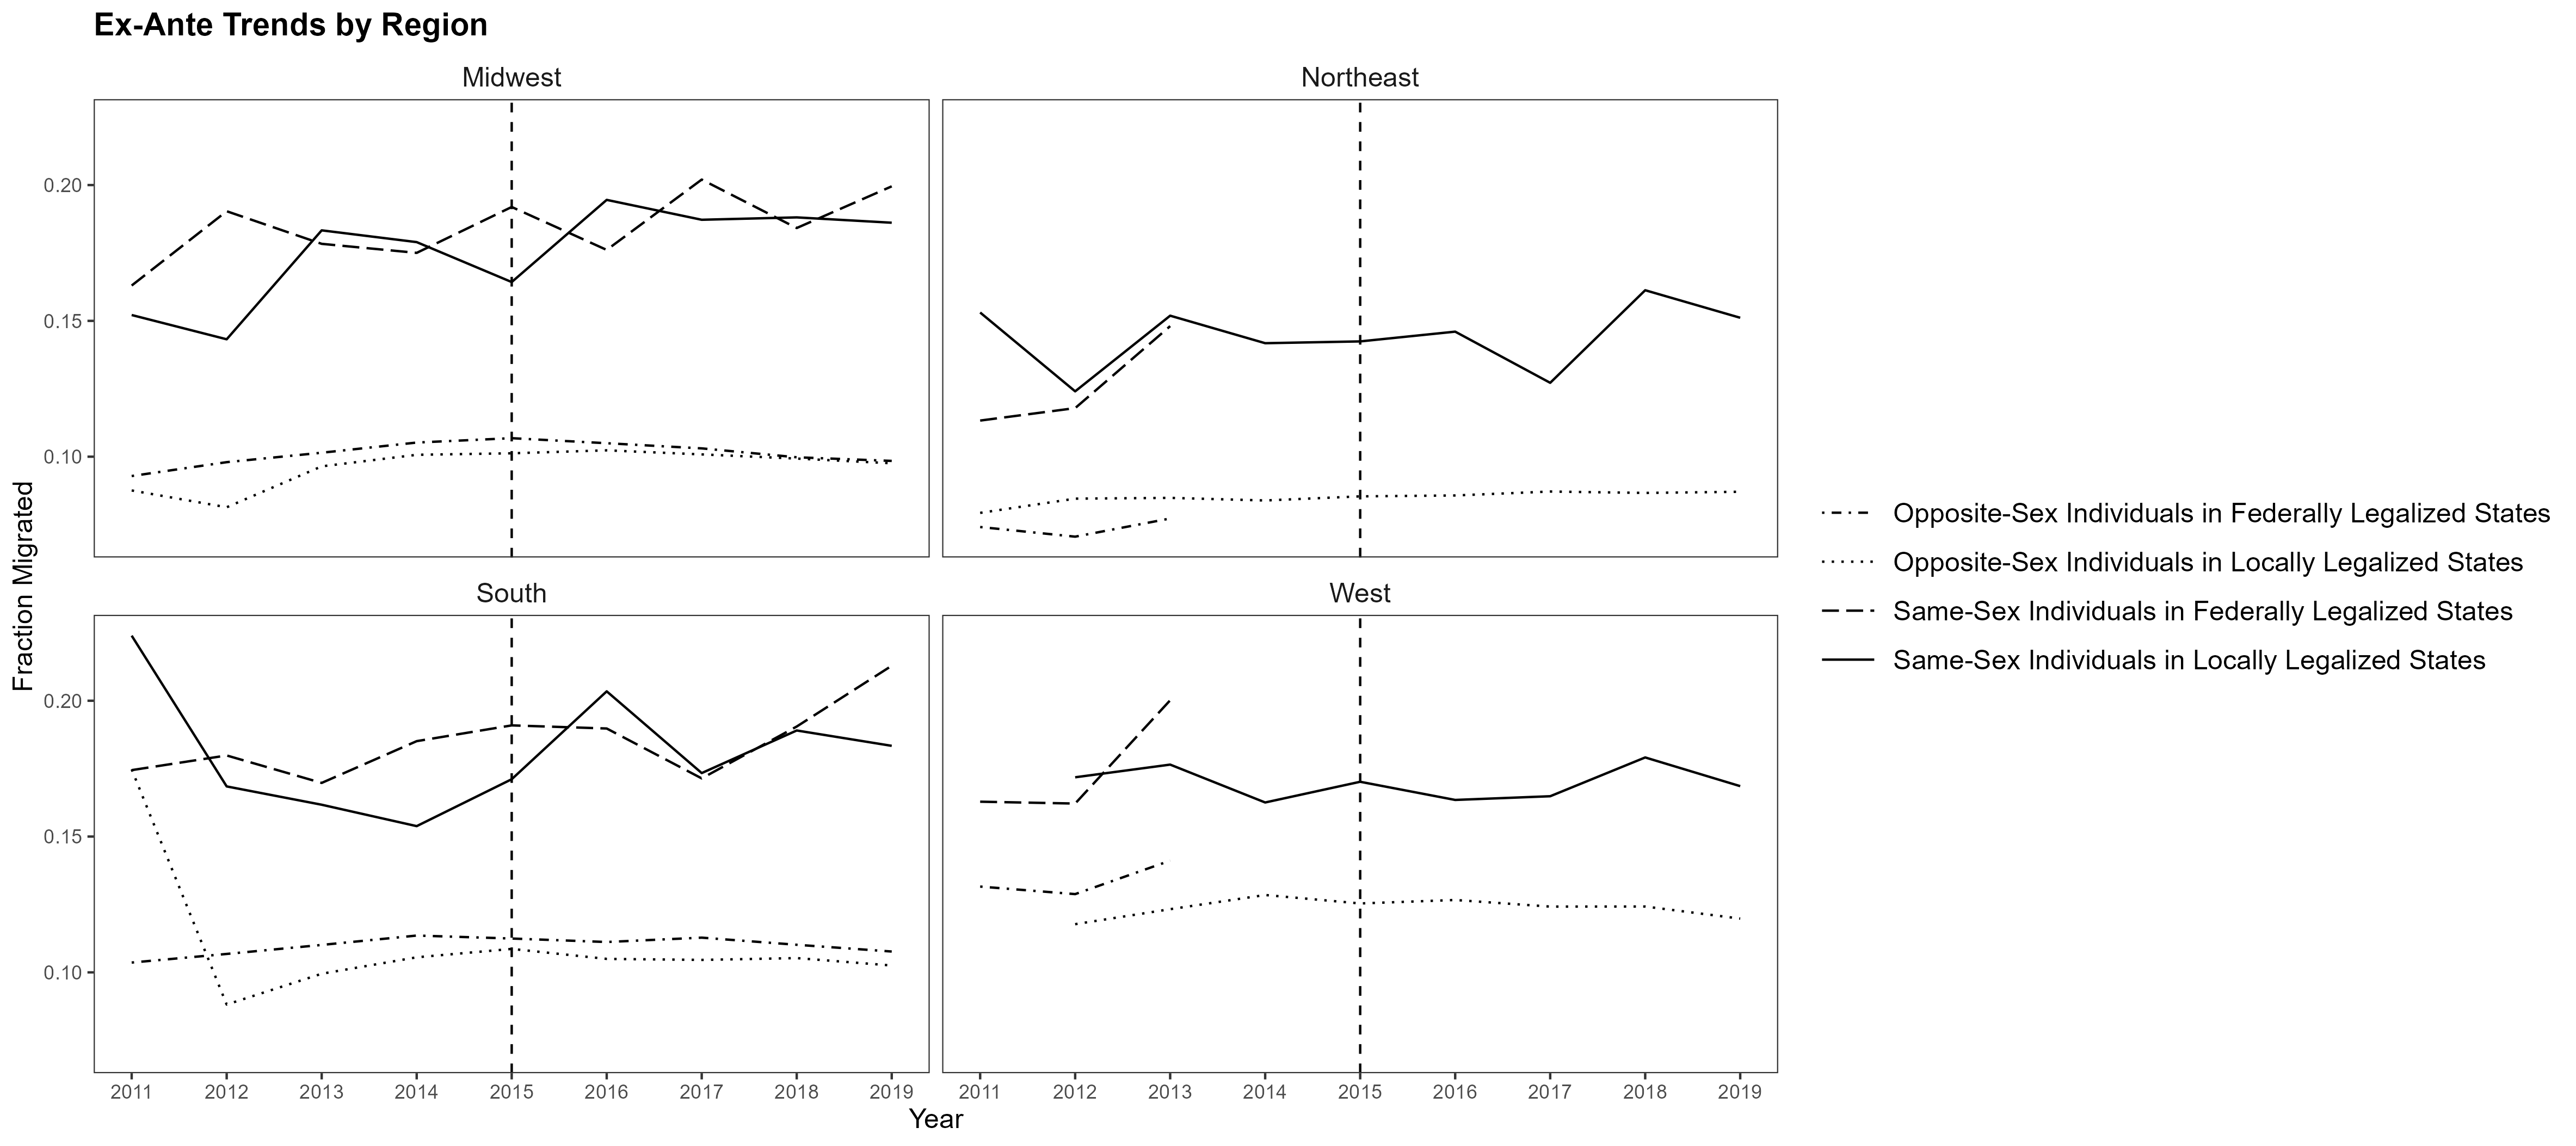 Ex-Ante Trends by Region
Midwest
Northeast
0.20
0.15
0.10
South
West
0.20
0.15
0.10
2011 2012 2013 2014 2015 2016 2017 2018 2019
2011 2012 2013 2014 2015 2016 2017 2018 2019
Year
Fraction Migrated
Opposite-Sex Individuals in Federally Legalized States
Opposite-Sex Individuals in Locally Legalized States
Same-Sex Individuals in Federally Legalized States
Same-Sex Individuals in Locally Legalized States